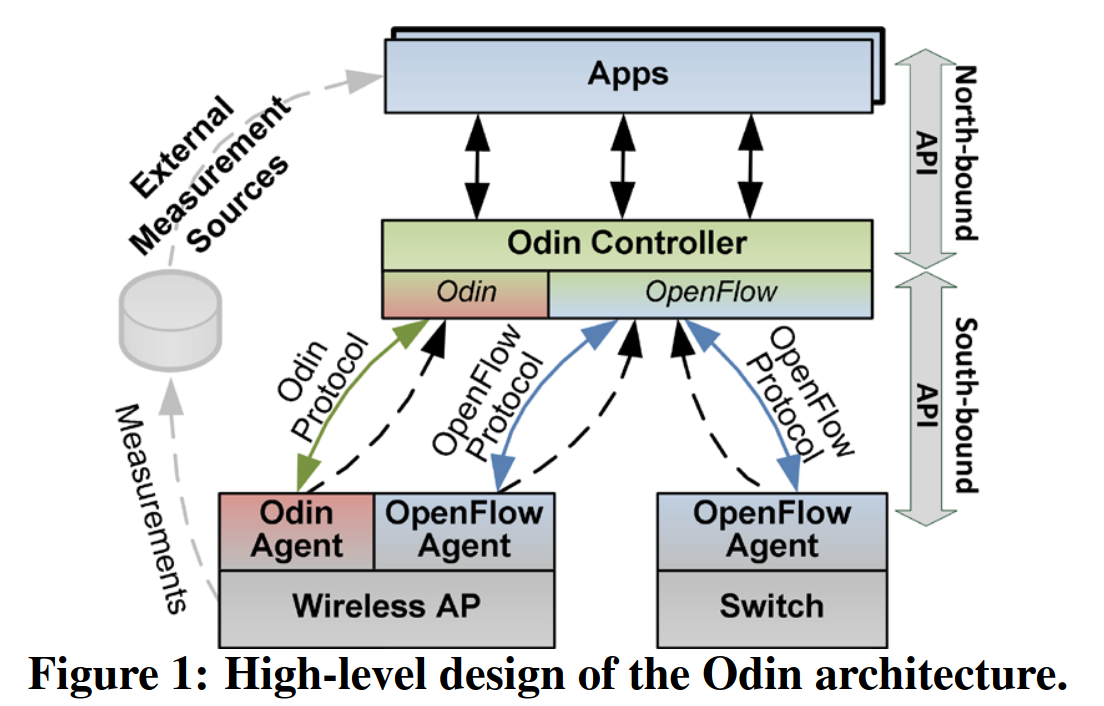 Apps
North-bound
API
External
Measurement
Sources
Odin Controller
Odin
OpenFlow
South-bound
API
Odin
Protocol
OpenFlow
Protocol
OpenFlow
Protocol
Measurements
Odin
Agent
OpenFlow
Agent
OpenFlow
Agent
Wireless AP
Switch
Figure 1: High-level design of the Odin architecture.